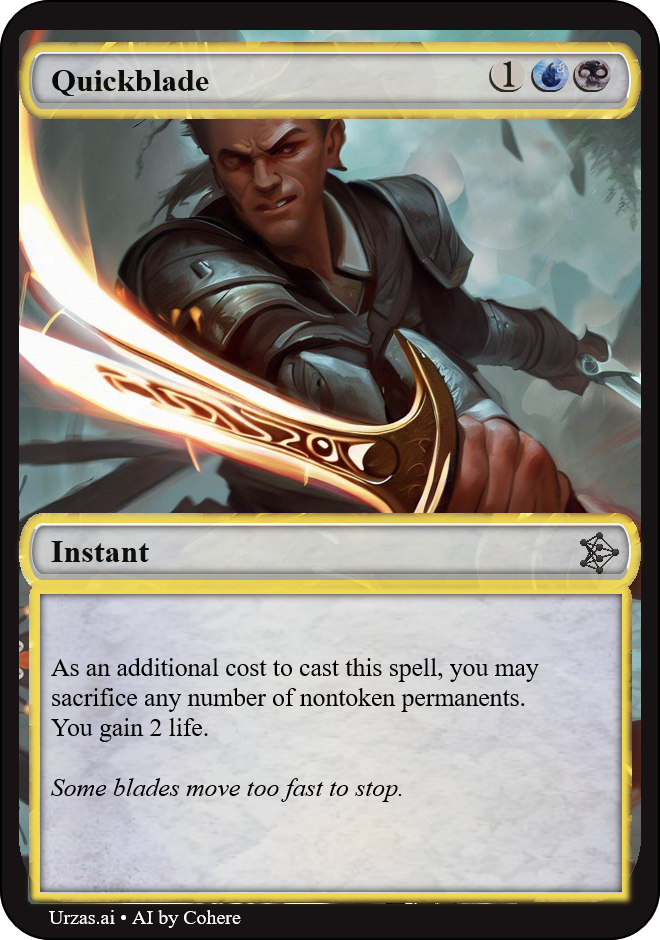 Quickblade
1
Instant
As an additional cost to cast this spell, you may
sacrifice any number of nontoken permanents.
You gain 2 life.
Some blades move too fast to stop.
Urzas.ai • AI by Cohere